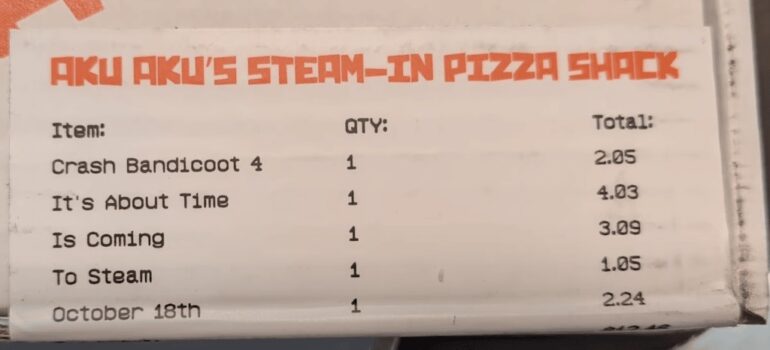 AKU AKU'S STEAM-IN PIZZA SHACK
Item: QTY: Total:
Crash Bandicoot 4 1 2.05
It's About Time 1 4.03
Is Coming 1 3.09
To Steam 1 1.05
October 18th 1 2.24